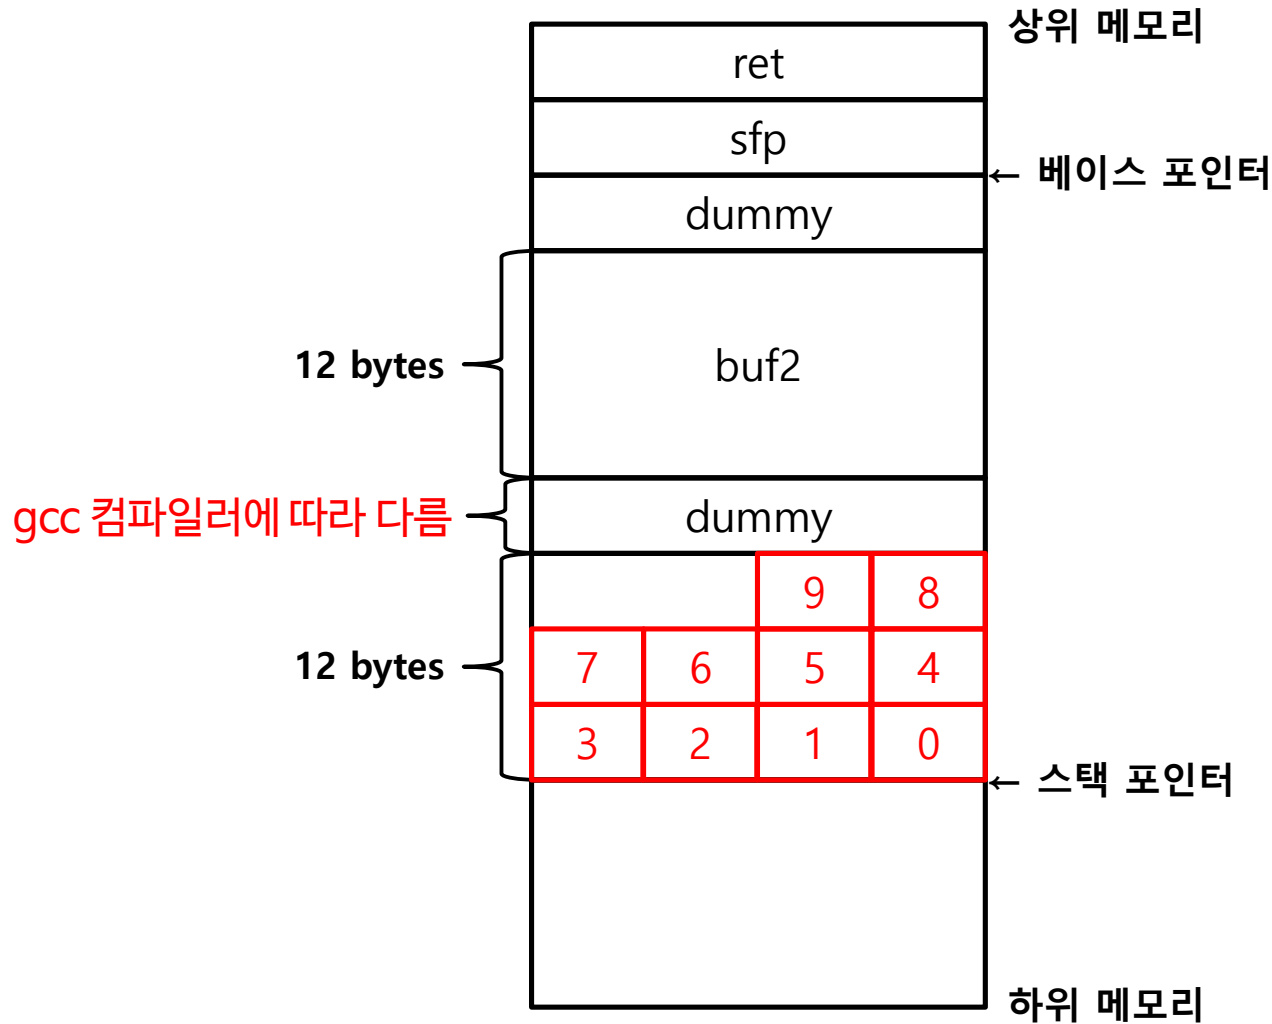 상위 메모리
ret
sfp
← 베이스 포인터
dummy
12 bytes
buf2
gcc 컴파일러에 따라 다름
dummy
9 8
12 bytes
7 6 5 4
3 2 1 0
← 스택 포인터
하위 메모리